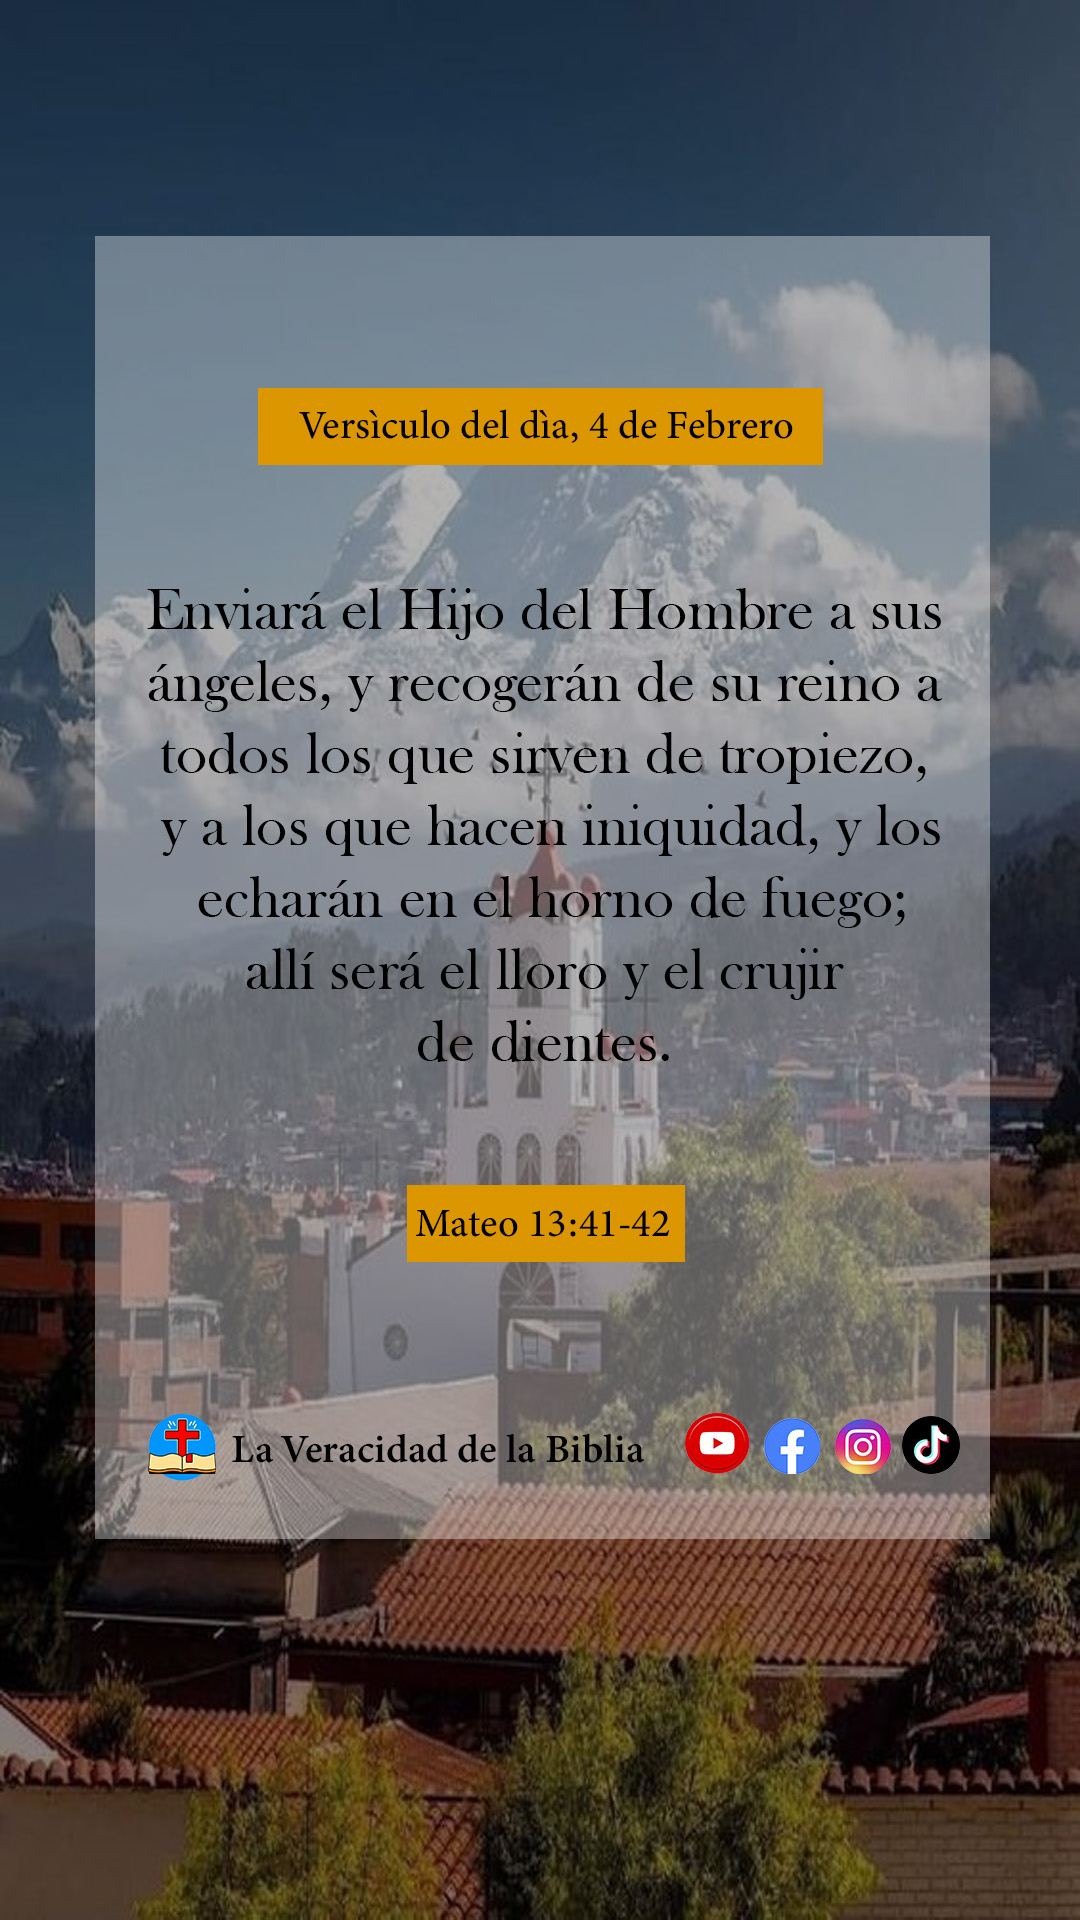 Versìculo del dìa, 4 de Febrero
Enviará el Hijo del Hombre a sus
ángeles, y recogerán de su reino a
todos los que sirven de tropiezo,
y a los que hacen iniquidad, y los
echarán en el horno de fuego;
allí será el lloro y el crujir
de dientes.
Mateo 13:41-42
La Veracidad de la Biblia